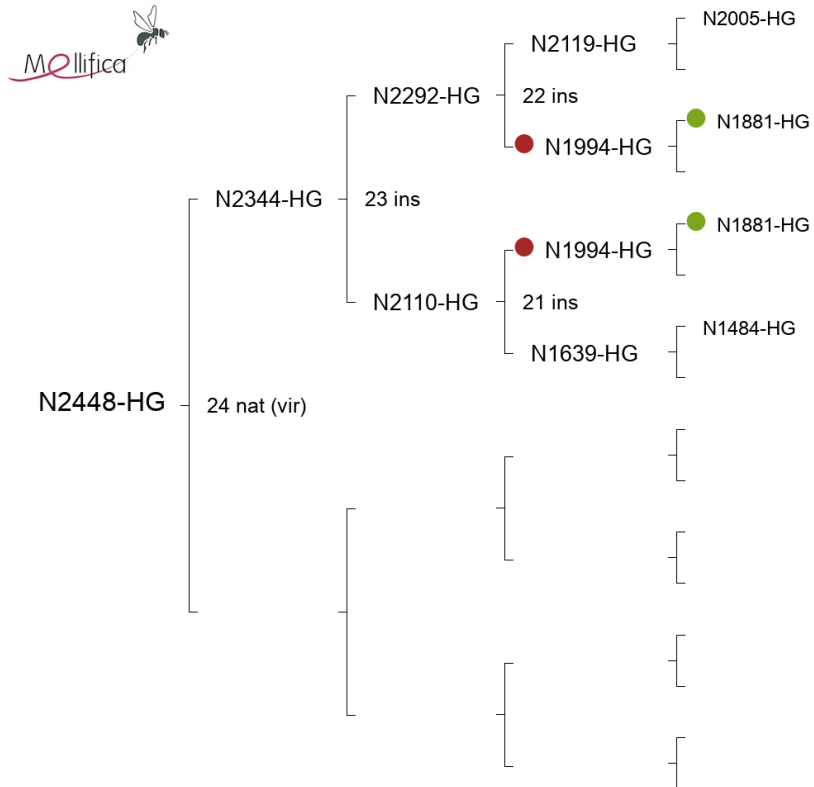 Mellifica
N2005-HG
N2119-HG
N2292-HG
22 ins
N1881-HG
N1994-HG
N2344-HG
23 ins
N1881-HG
N1994-HG
N2110-HG
21 ins
N1484-HG
N1639-HG
N2448-HG
24 nat (vir)